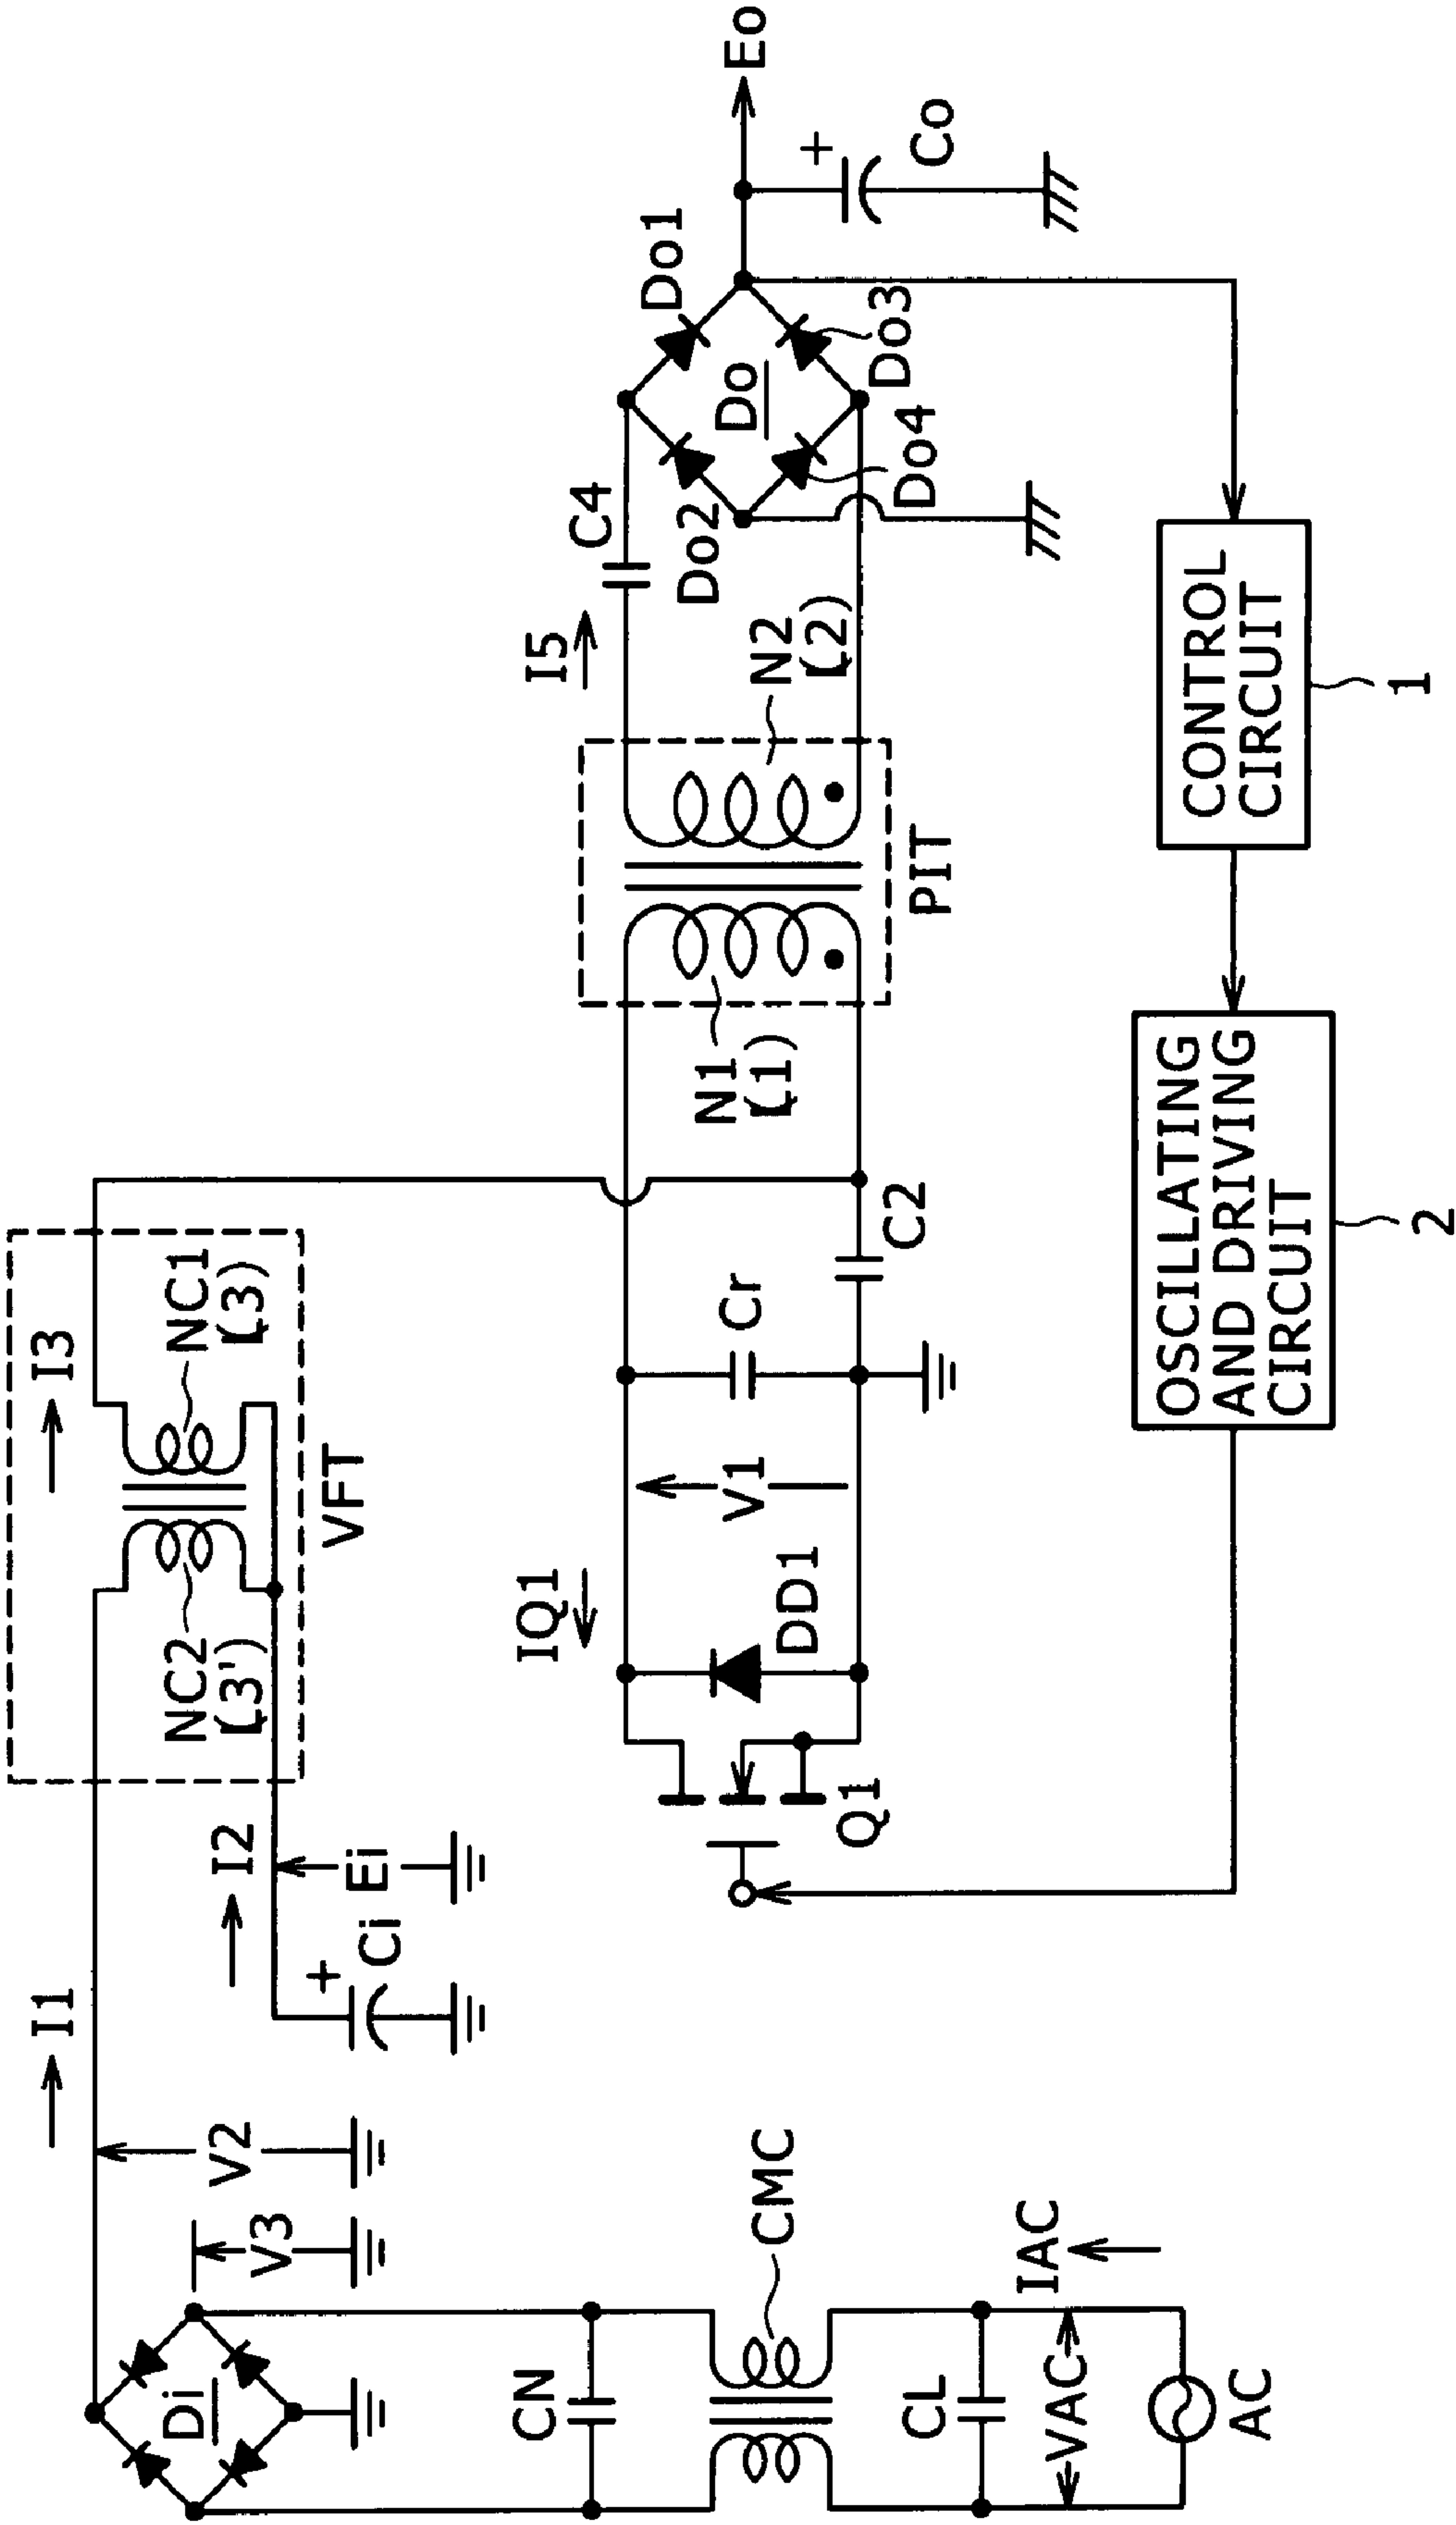 I1
I3
V2
V3
I2
Ei
Ci
+
Di
NC2
(3')
NC1
(3)
VFT
IQ1
V1
DD1
Cr
C2
Q1
N1
(1)
N2
(2)
PIT
I5
C4
Do1
Do2
Do
Do3
Do4
Eo
+
Co
CN
CMC
CL
VAC
IAC
AC
OSCILLATING
AND DRIVING
CIRCUIT
2
CONTROL
CIRCUIT
1